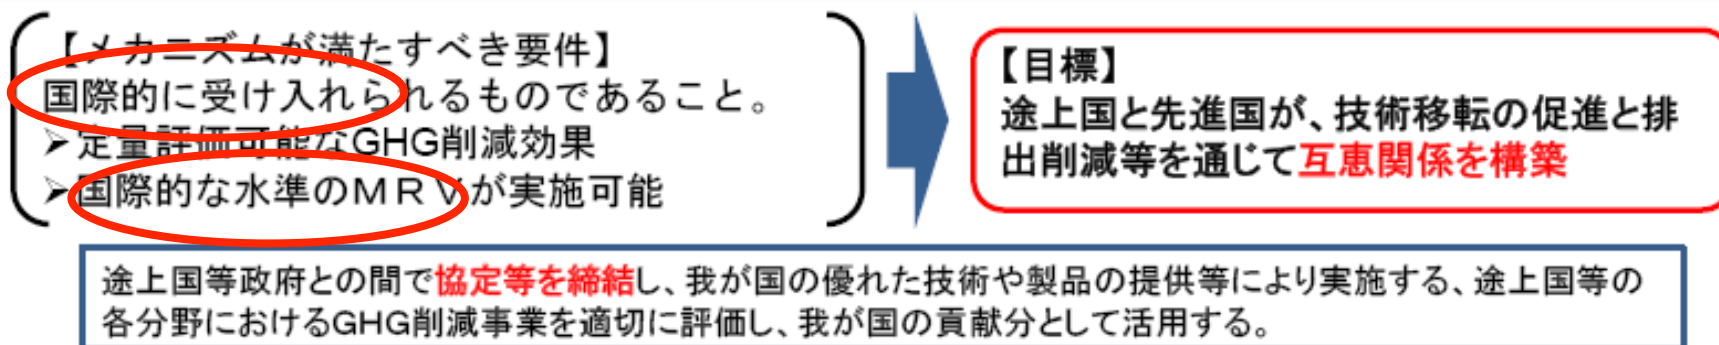 【メカニズムが満たすべき要件】
国際的に受け入れられるものであること。
➢定量評価可能なGHG削減効果
➢国際的な水準のＭＲＶが実施可能
【目標】
途上国と先進国が、技術移転の促進と排
出削減等を通じて互恵関係を構築
途上国等政府との間で協定等を締結し、我が国の優れた技術や製品の提供等により実施する、途上国等の
各分野におけるGHG削減事業を適切に評価し、我が国の貢献分として活用する。